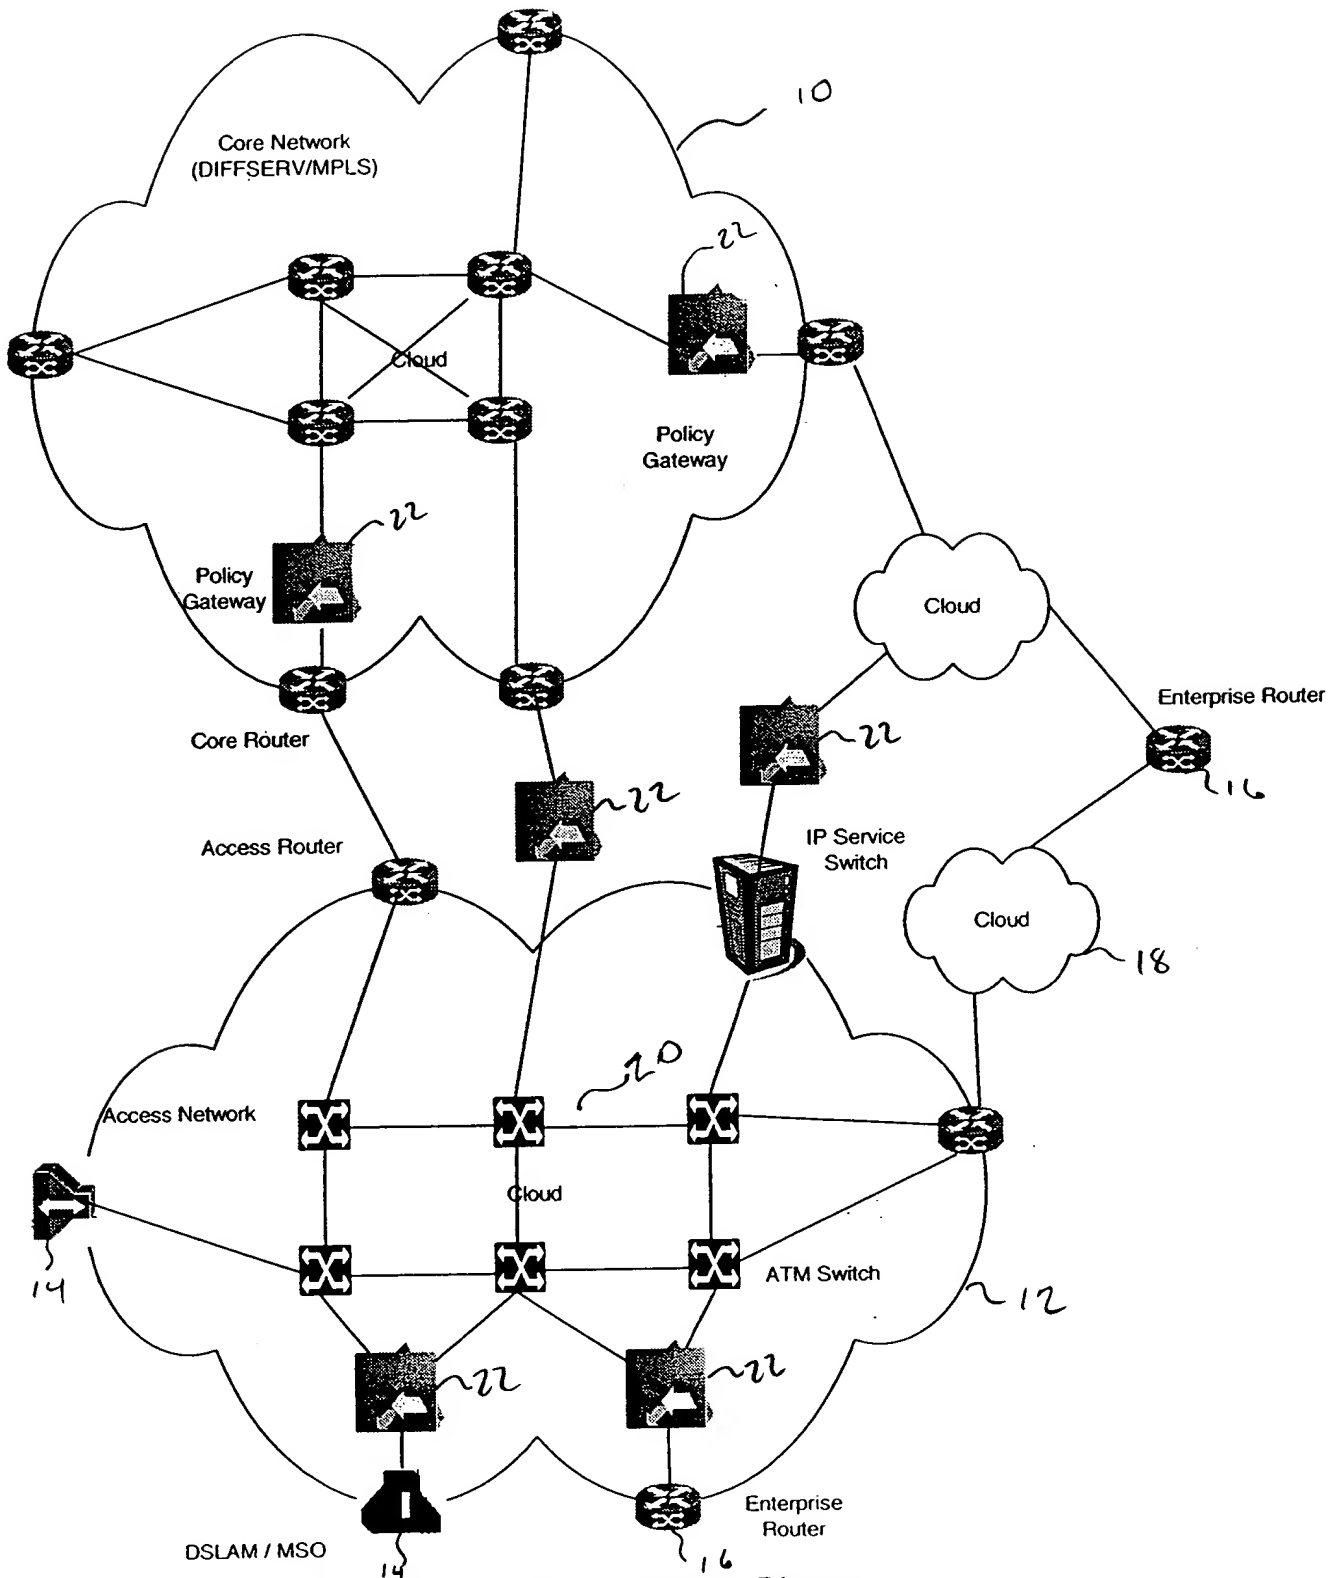 10
Core Network
(DIFFSERV/MPLS)
22
Cloud
Policy
Gateway
22
Policy
Gateway
Cloud
Enterprise Router
Core Router
22
22
16
Access Router
IP Service
Switch
Cloud
18
20
Access Network
Cloud
ATM Switch
14
12
22
22
Enterprise
Router
DSLAM / MSO
14
16